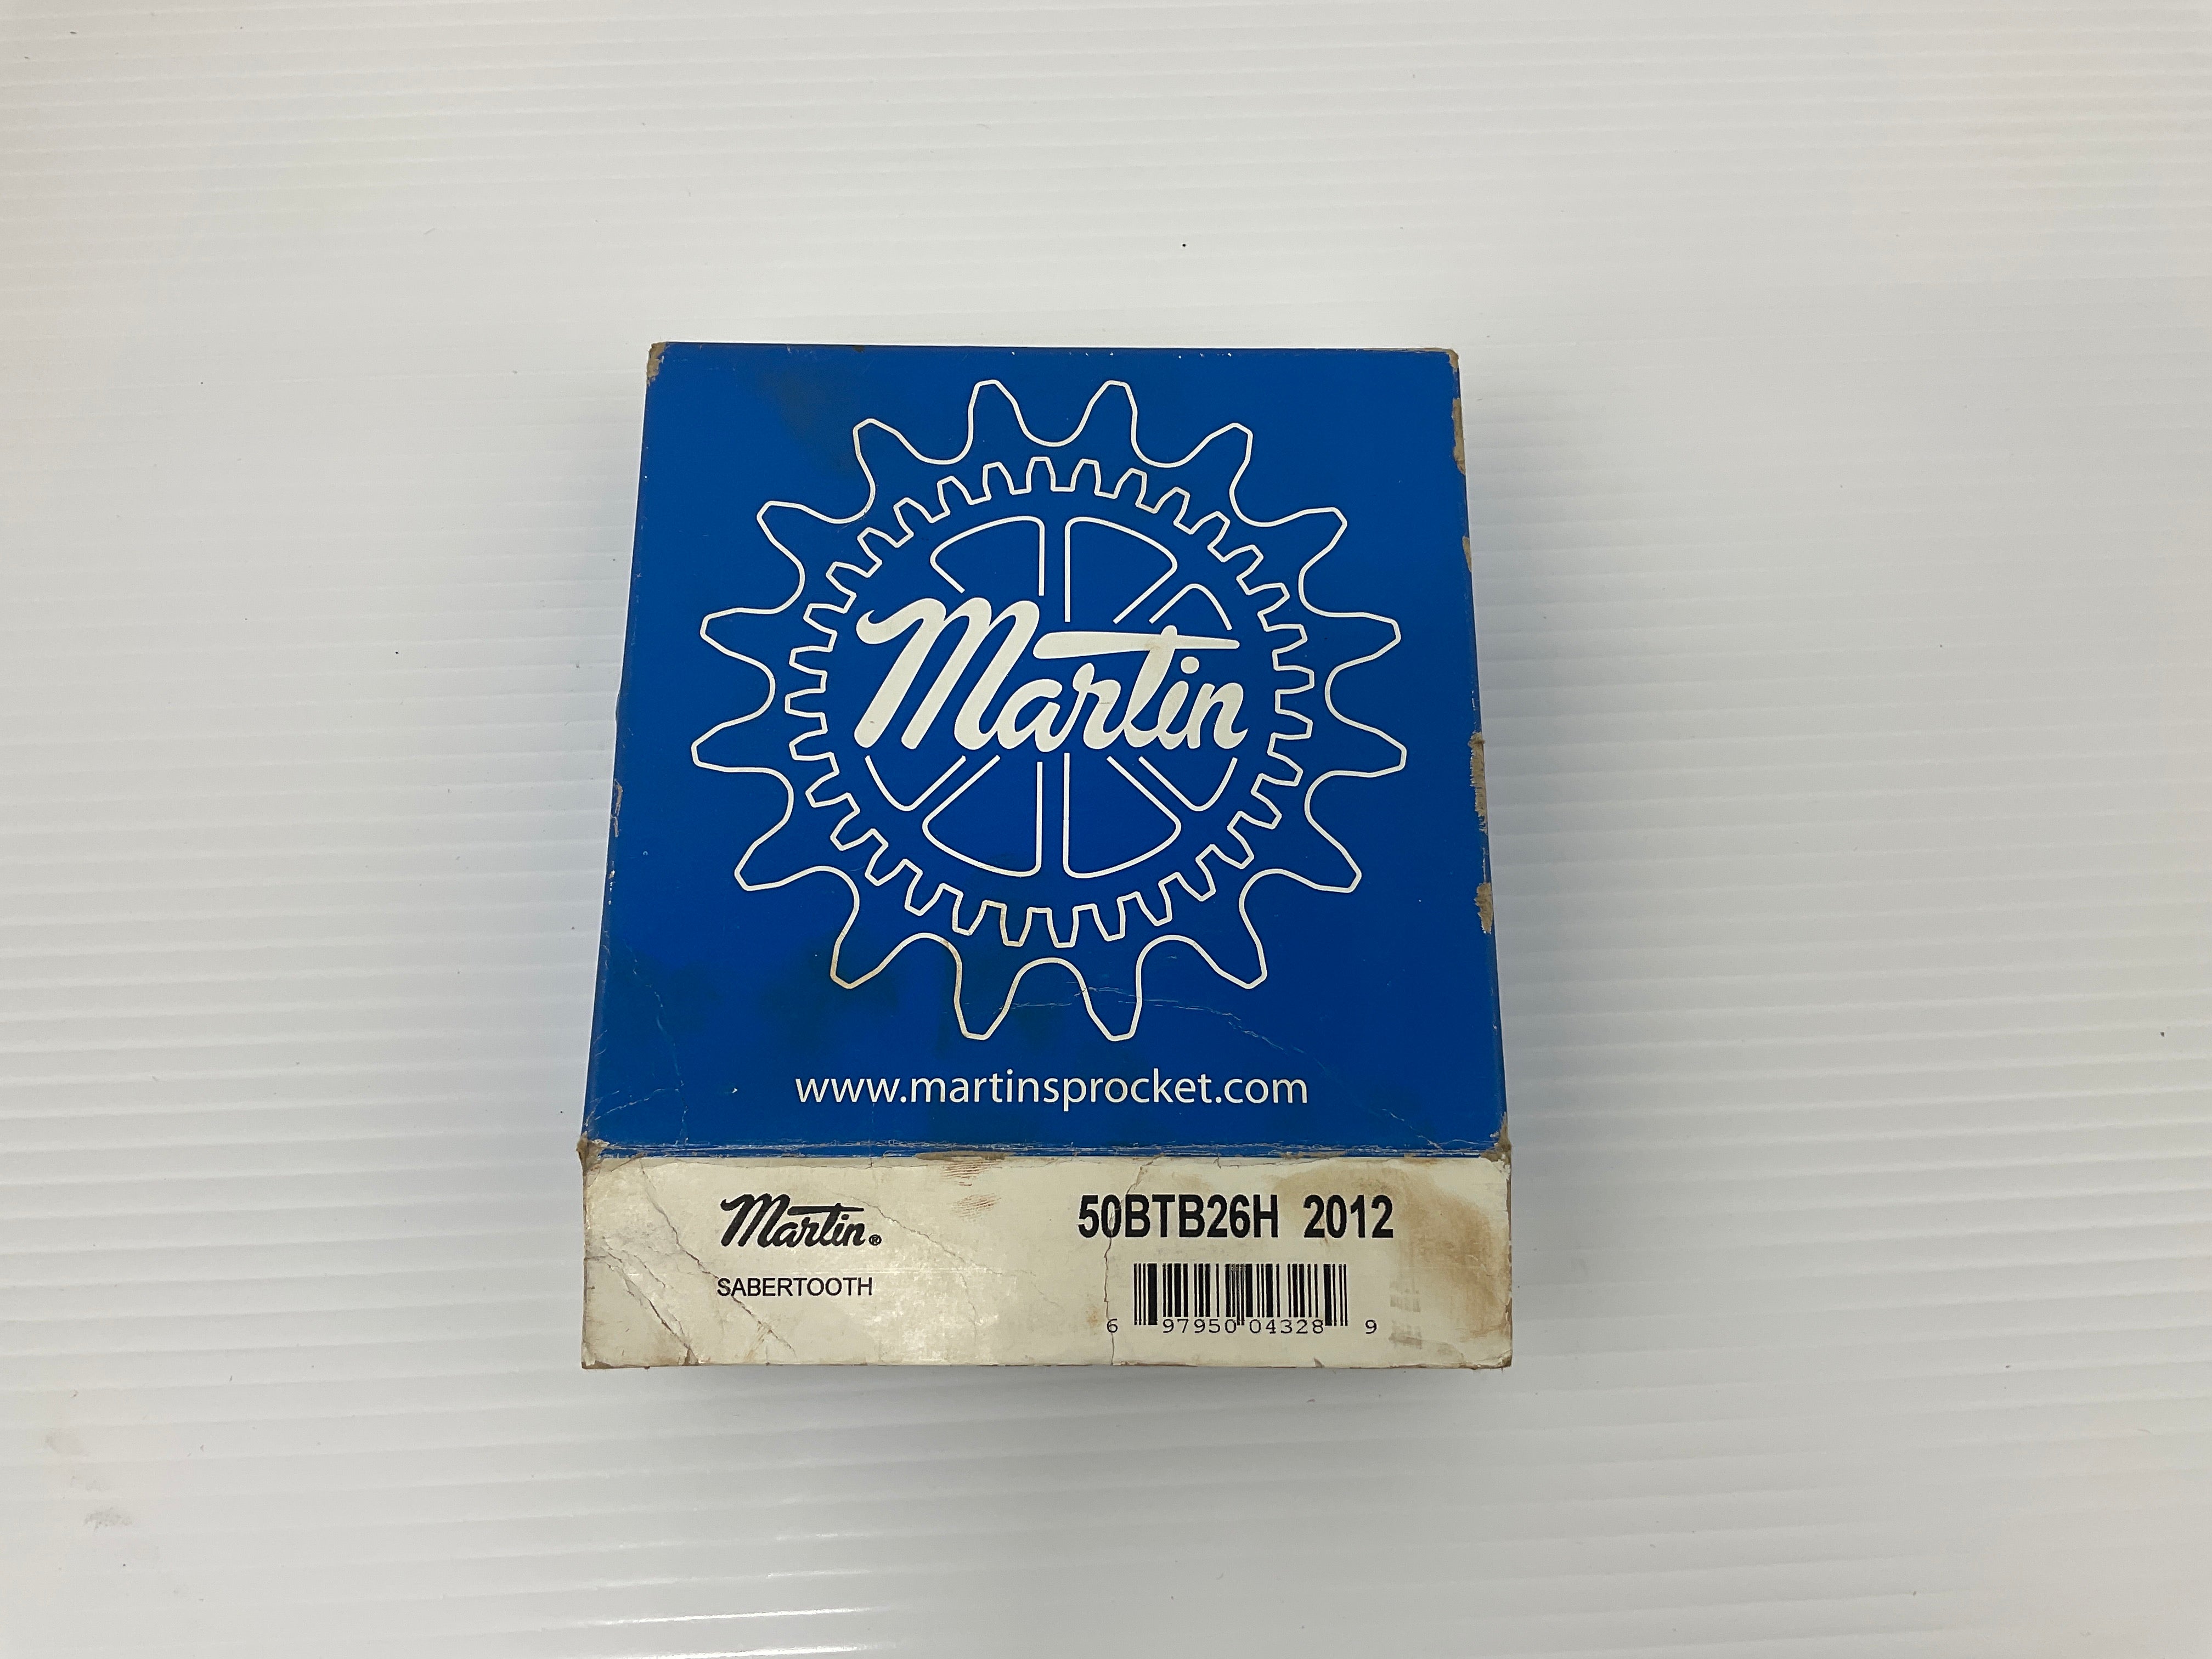 Martin
www.martinsprocket.com
Martin® 50BTB26H 2012
SABERTOOTH
6 97950 04328 9